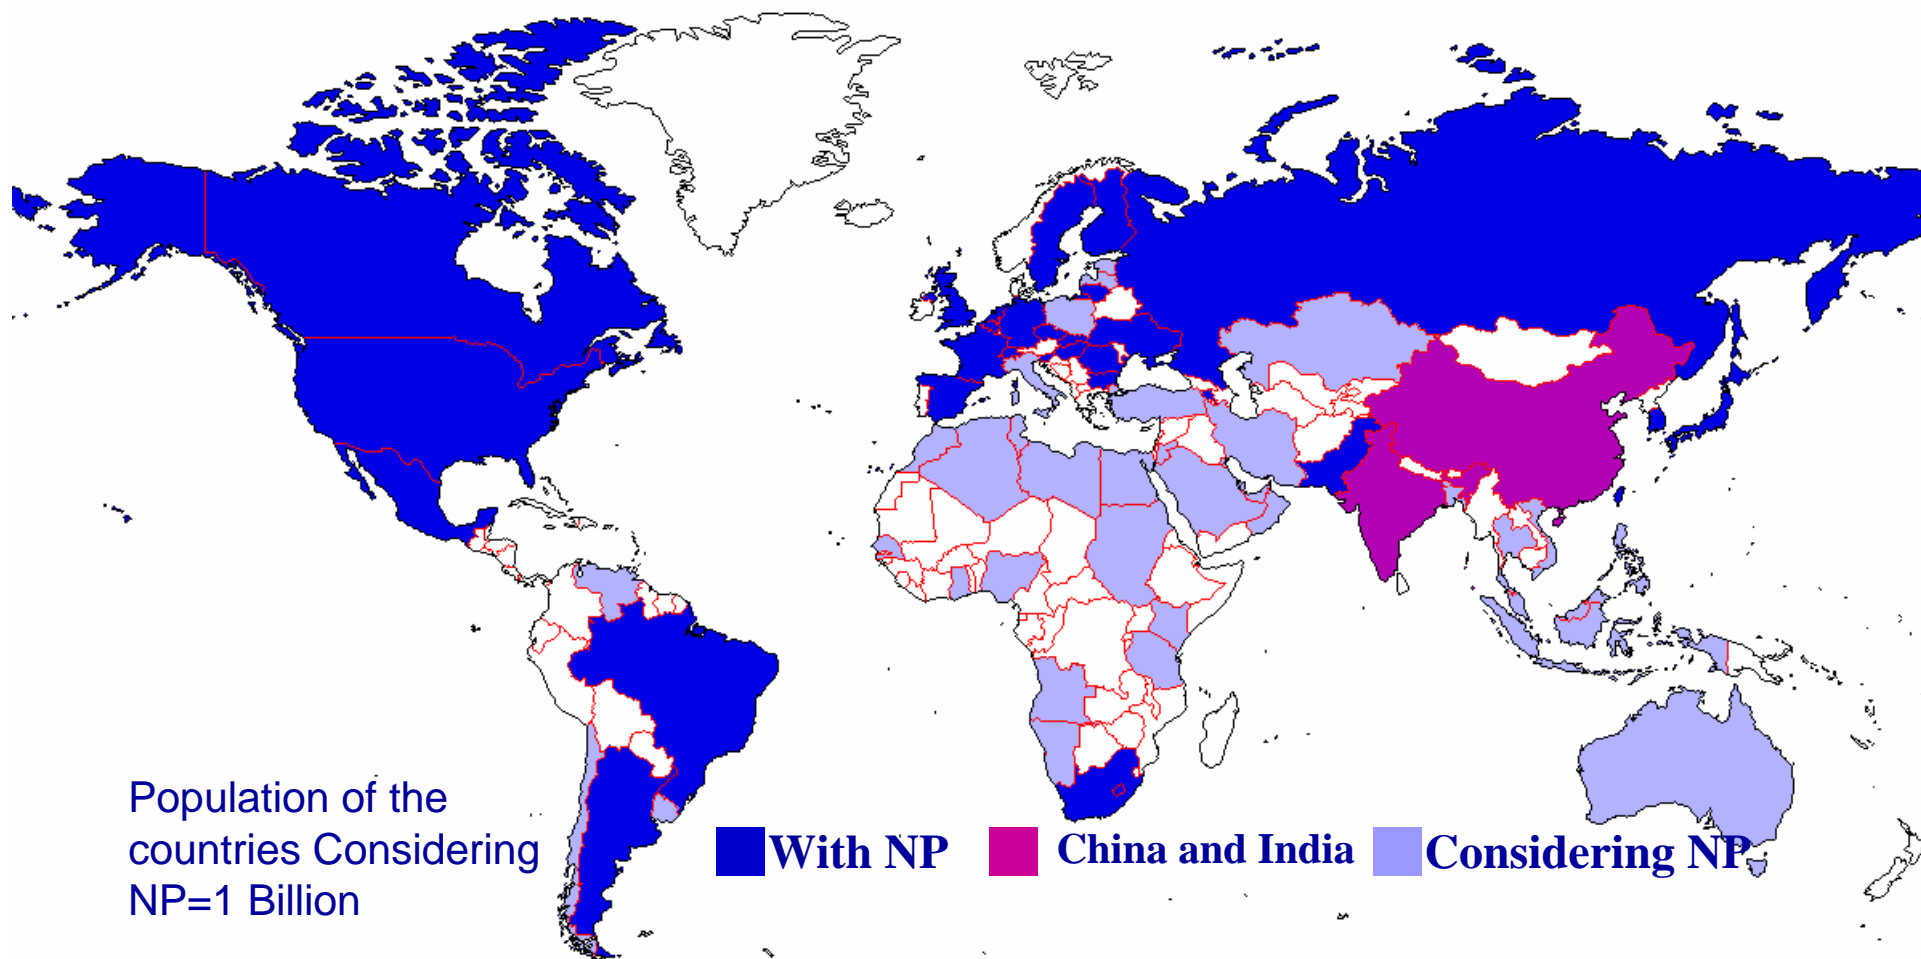 Population of the
countries Considering
NP=1 Billion
With NP
China and India
Considering NP